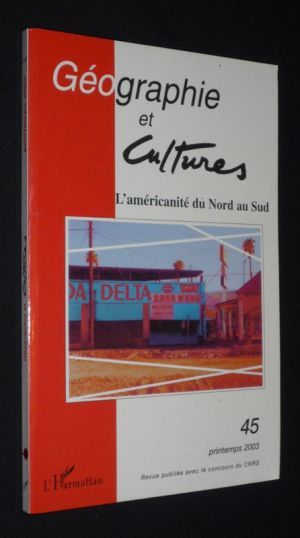 Géographie
et
Cultures
L'américanité du Nord au Sud
DA DELTA
CASA WONG
45
printemps 2003
Revue publiée avec le concours du CNRS
L'Harmattan